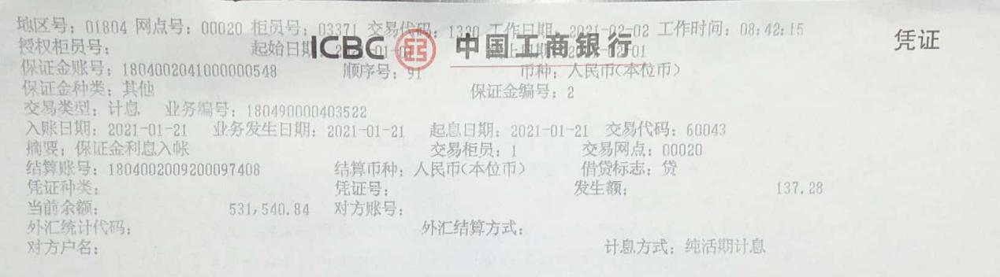 地区号：01804 网点号：00020 柜员号：03371 交易代码：1320 工作日期：2021-02-02 工作时间：08:42:15
ICBC 中国工商银行 凭证
授权柜员号： 起始日期：2021-01-01 截止日期：
保证金账号：1804002041000000548 顺序号：91 币种：人民币(本位币)
保证金种类：其他 保证金编号：2
交易类型：计息 业务编号：180490000403522
入账日期：2021-01-21 业务发生日期：2021-01-21 起息日期：2021-01-21 交易代码：60043
摘要：保证金利息入帐 交易柜员：1 交易网点：00020
结算账号：1804002009200097408 结算币种：人民币(本位币) 借贷标志：贷
凭证种类： 凭证号： 发生额： 137.28
当前余额： 531,540.84 对方账号：
外汇统计代码： 外汇结算方式：
对方户名： 计息方式：纯活期计息